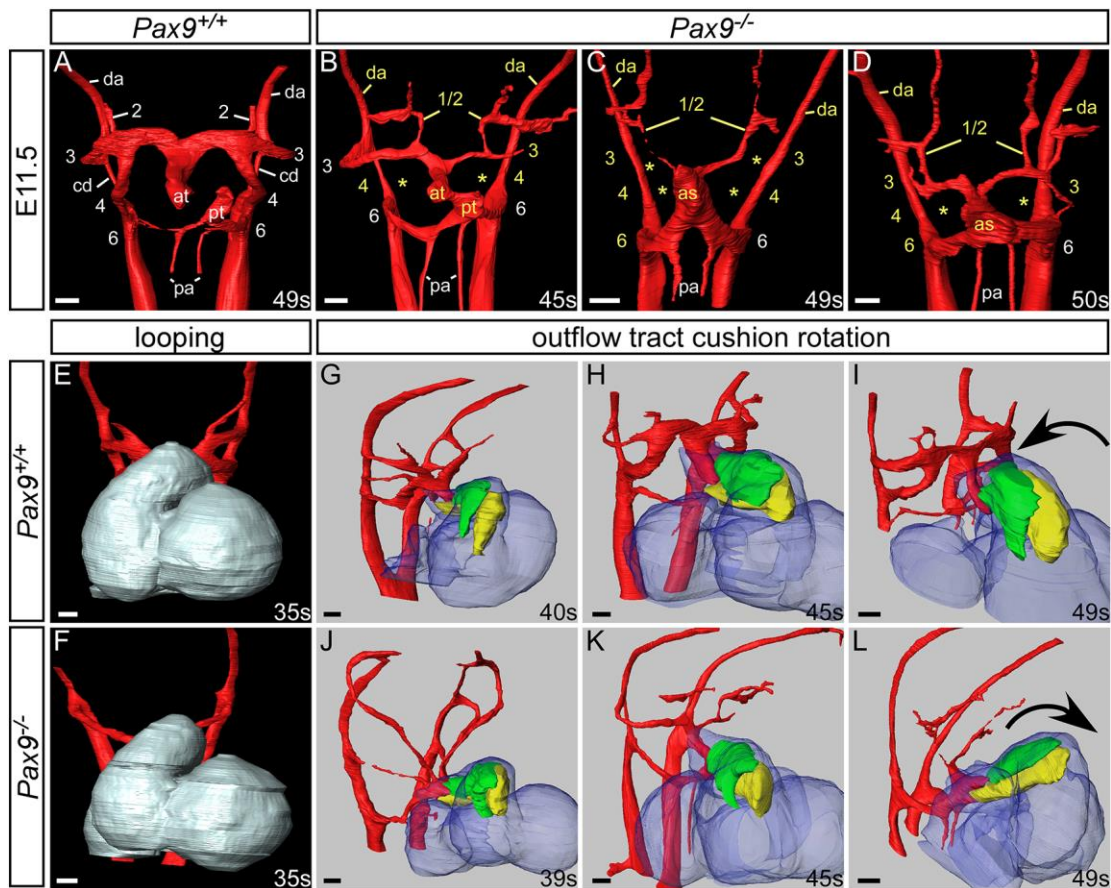 Pax9+/+
Pax9-/-
E11.5
A
da
da
2
2
3
3
cd
cd
4
4
at
pt
6
6
pa
49s
B
da
da
1/2
3
3
4
*
*
4
at
pt
6
6
pa
45s
C
da
da
1/2
3
*
*
3
4
*
4
as
6
6
pa
49s
D
da
da
1/2
3
3
4
*
*
4
as
6
6
pa
50s
looping
outflow tract cushion rotation
Pax9+/+
E
35s
G
40s
H
45s
I
49s
Pax9-/-
F
35s
J
39s
K
45s
L
49s